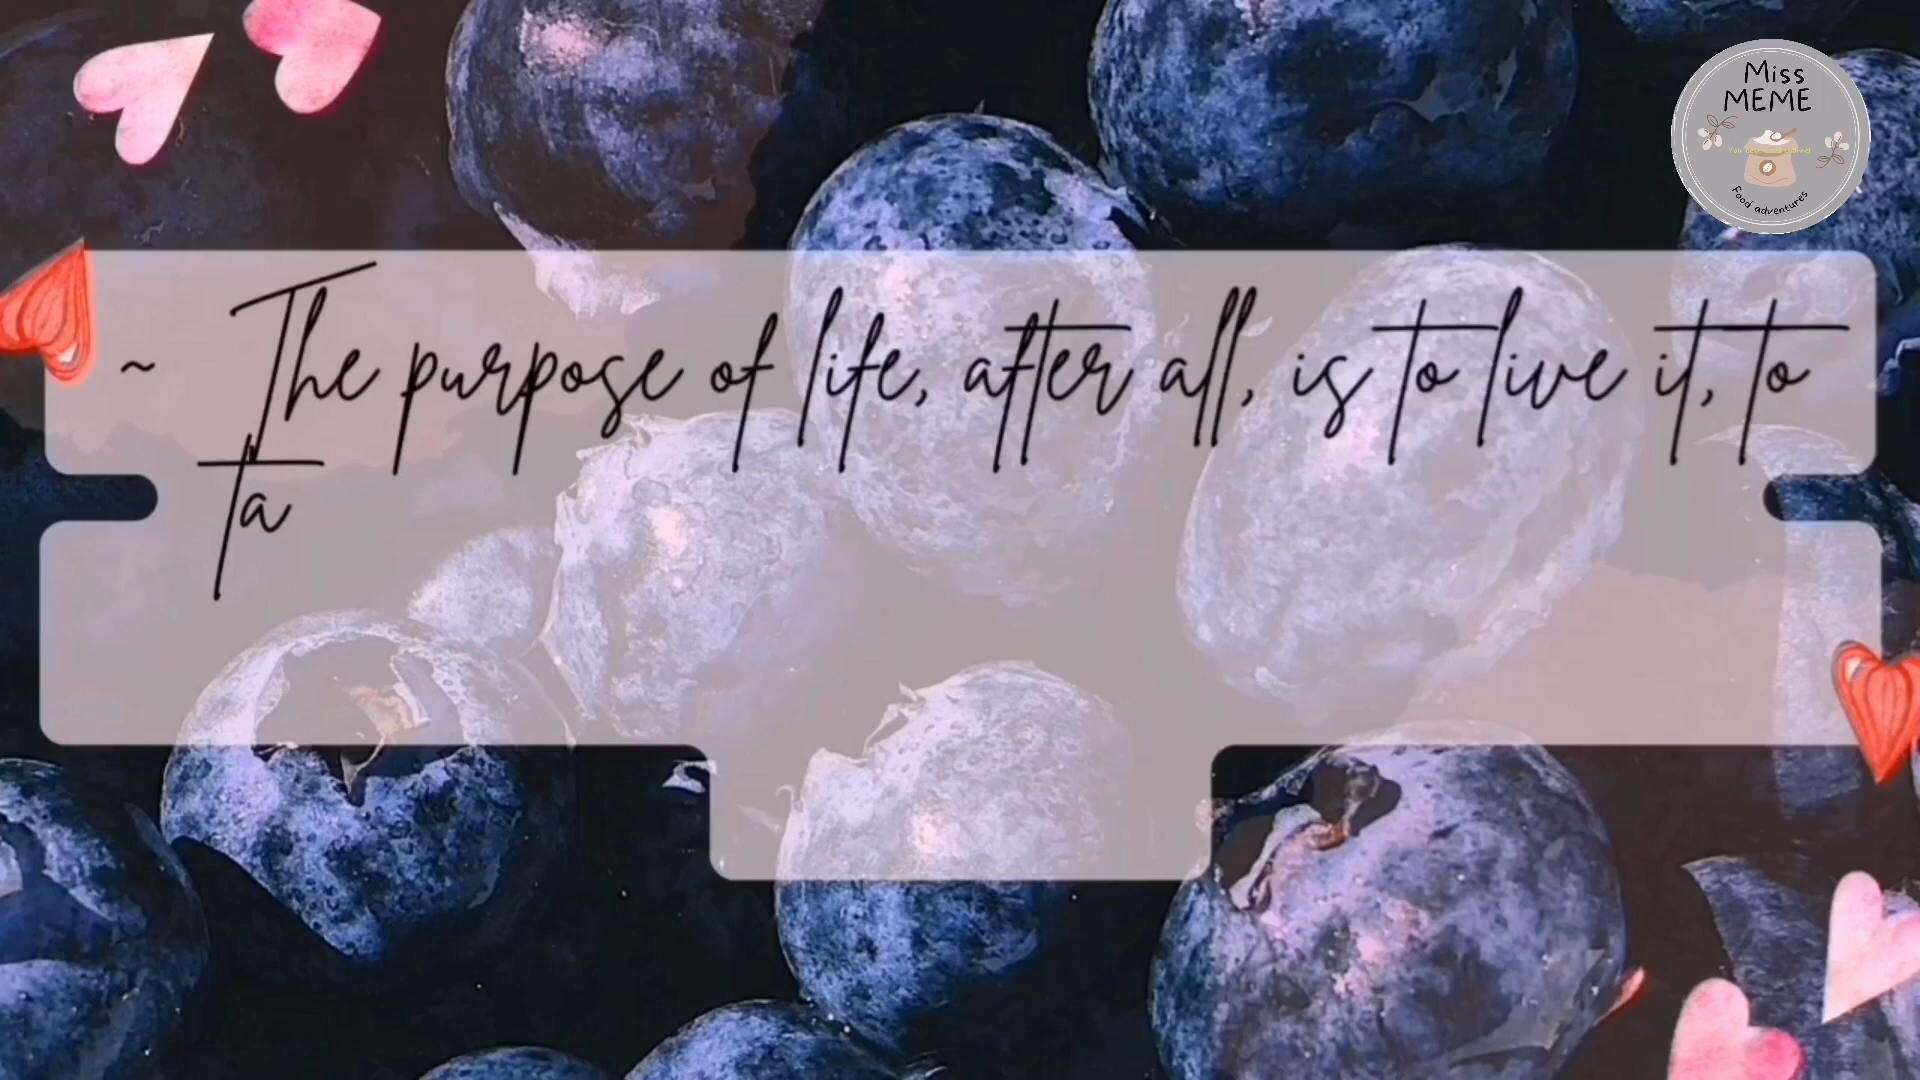 Miss
MEME
Food adventures
~ The purpose of life, after all, is to live it, to
ta